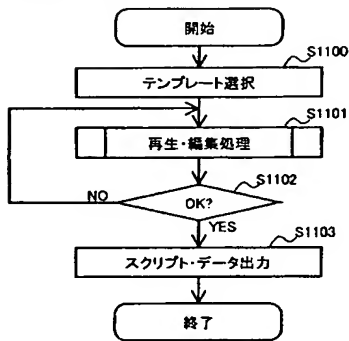 開始
S1100
テンプレート選択
S1101
再生・編集処理
S1102
OK?
NO
YES
S1103
スクリプト・データ出力
終了